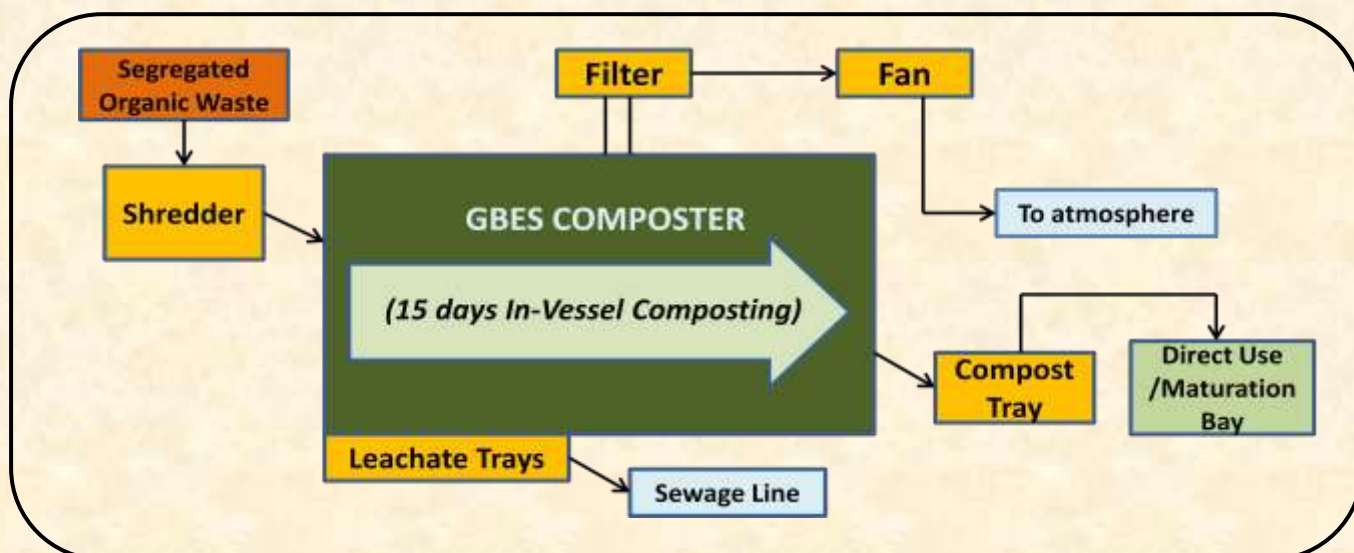 Segregated
Organic Waste
Filter
Fan
Shredder
GBES COMPOSTER
To atmosphere
(15 days In-Vessel Composting)
Compost
Tray
Direct Use
/Maturation
Bay
Leachate Trays
Sewage Line